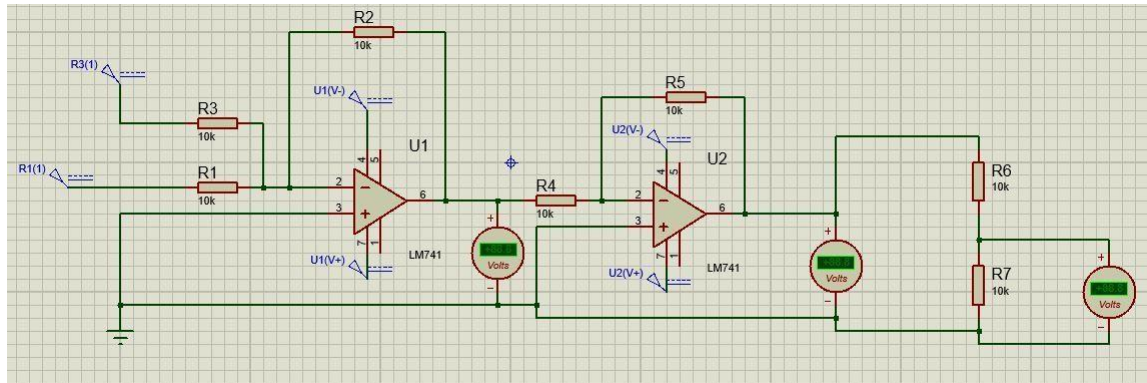 R2
10k
R3(1)
U1(V-)
R3
10k
R5
10k
U2(V-)
U1
U2
R1(1)
R1
10k
4
5
2
3
6
7
1
LM741
U1(V+)
R4
10k
4
5
2
3
6
7
1
LM741
U2(V+)
R6
10k
R7
10k
+
Volts
−
+
Volts
−
+
Volts
−